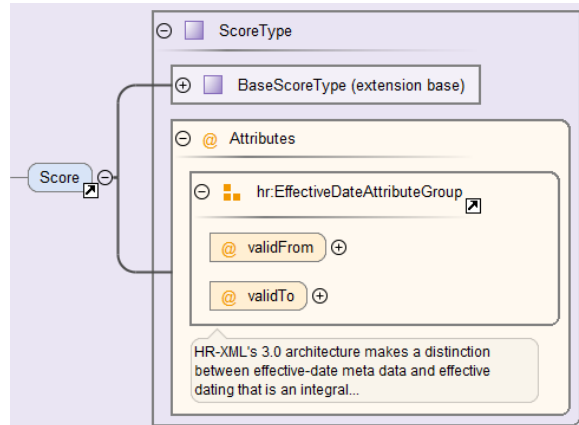 ScoreType
BaseScoreType (extension base)
@ Attributes
Score
hr:EffectiveDateAttributeGroup
@ validFrom
@ validTo
HR-XML's 3.0 architecture makes a distinction
between effective-date meta data and effective
dating that is an integral...